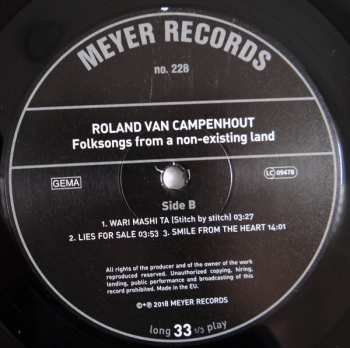 MEYER RECORDS
no. 228
ROLAND VAN CAMPENHOUT
Folksongs from a non-existing land
GEMA
LC 09478
Side B
1. WARI MASHI TA (Stitch by stitch) 03:27
2. LIES FOR SALE 03:53 3. SMILE FROM THE HEART 14:01
All rights of the producer and of the owner of the work
reproduced reserved. Unauthorized copying, hiring,
lending, public performance and broadcasting of this
record prohibited. Made in the EU.
©+℗ 2018 MEYER RECORDS
long 33 1/3 play